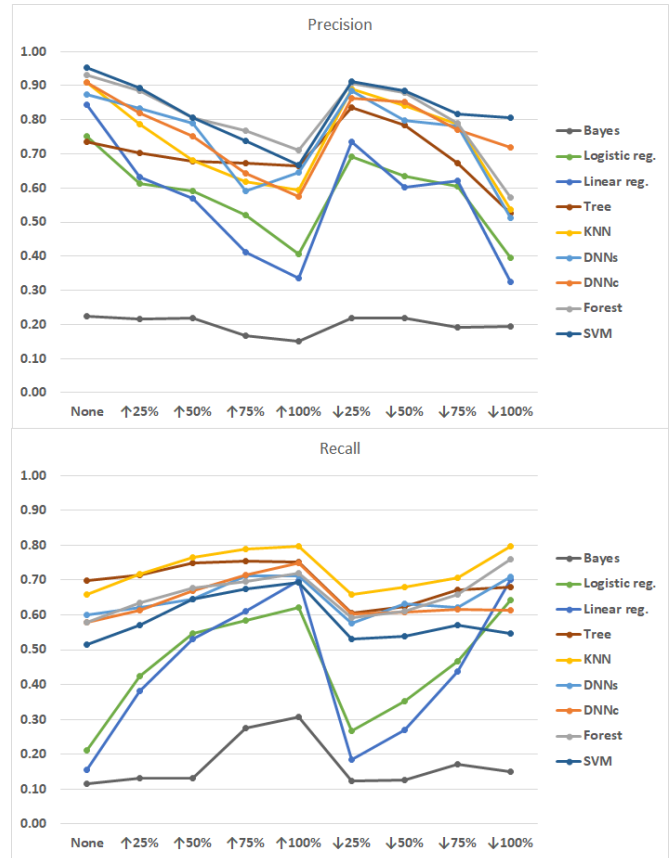 Precision
1.00
0.90
0.80
0.70
0.60
0.50
0.40
0.30
0.20
0.10
0.00
None ↑25% ↑50% ↑75% ↑100% ↓25% ↓50% ↓75% ↓100%
Bayes
Logistic reg.
Linear reg.
Tree
KNN
DNNs
DNNc
Forest
SVM
Recall
1.00
0.90
0.80
0.70
0.60
0.50
0.40
0.30
0.20
0.10
0.00
None ↑25% ↑50% ↑75% ↑100% ↓25% ↓50% ↓75% ↓100%
Bayes
Logistic reg.
Linear reg.
Tree
KNN
DNNs
DNNc
Forest
SVM